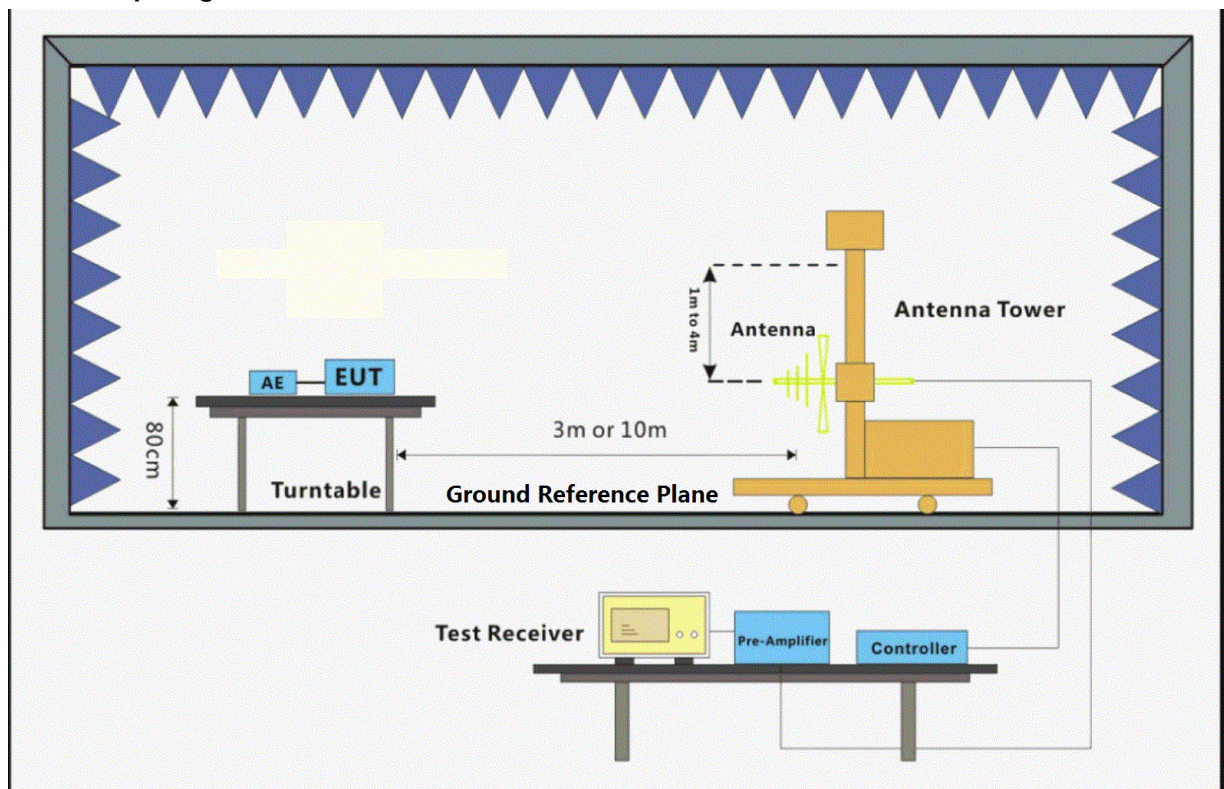 1m to 4m
Antenna
Antenna Tower
AE
EUT
80cm
3m or 10m
Turntable
Ground Reference Plane
Test Receiver
Pre-Amplifier
Controller